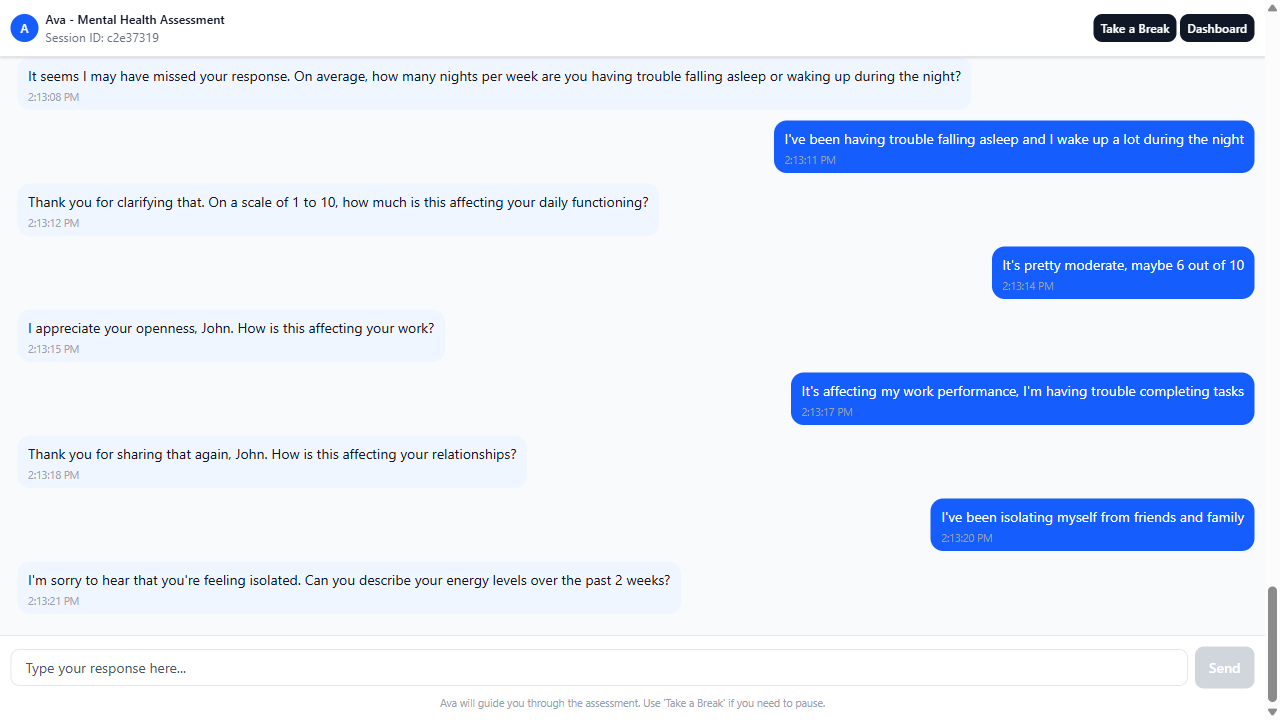 A
Ava - Mental Health Assessment
Session ID: c2e37319
Take a Break
Dashboard
It seems I may have missed your response. On average, how many nights per week are you having trouble falling asleep or waking up during the night?
2:13:08 PM
I've been having trouble falling asleep and I wake up a lot during the night
2:13:11 PM
Thank you for clarifying that. On a scale of 1 to 10, how much is this affecting your daily functioning?
2:13:12 PM
It's pretty moderate, maybe 6 out of 10
2:13:14 PM
I appreciate your openness, John. How is this affecting your work?
2:13:15 PM
It's affecting my work performance, I'm having trouble completing tasks
2:13:17 PM
Thank you for sharing that again, John. How is this affecting your relationships?
2:13:18 PM
I've been isolating myself from friends and family
2:13:20 PM
I'm sorry to hear that you're feeling isolated. Can you describe your energy levels over the past 2 weeks?
2:13:21 PM
Type your response here...
Send
Ava will guide you through the assessment. Use 'Take a Break' if you need to pause.